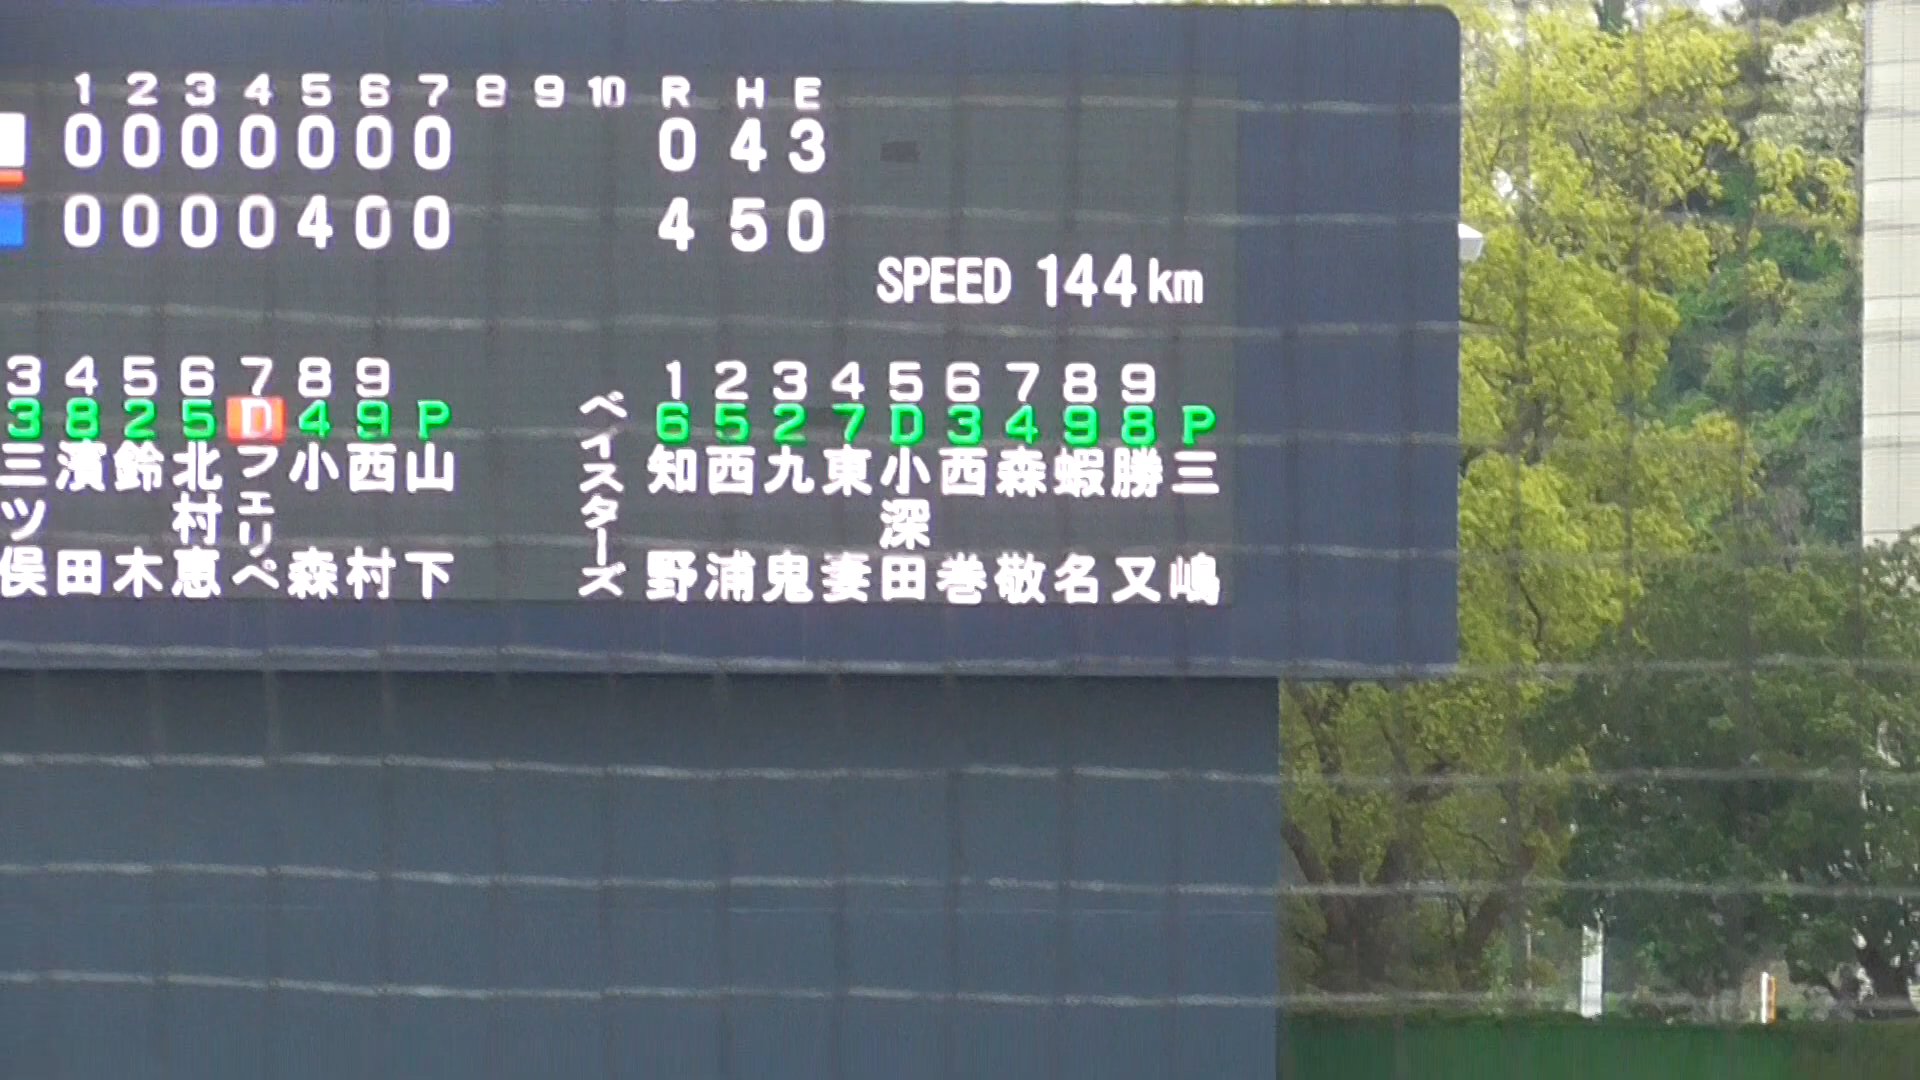 1 2 3 4 5 6 7 8 9 10 R H E
0 0 0 0 0 0 0 0 4 3
0 0 0 0 4 0 0 4 5 0
SPEED 144km
3 4 5 6 7 8 9
3 8 2 5 D 4 9 P
三ツ俣 濱田 鈴木 北村恵 フェリペ 小森 西村 山下
ベイスターズ
1 2 3 4 5 6 7 8 9
6 5 2 7 D 3 4 9 8 P
知野 西浦 九鬼 東妻 小深田 西巻 森敬 蝦名 勝又 三嶋